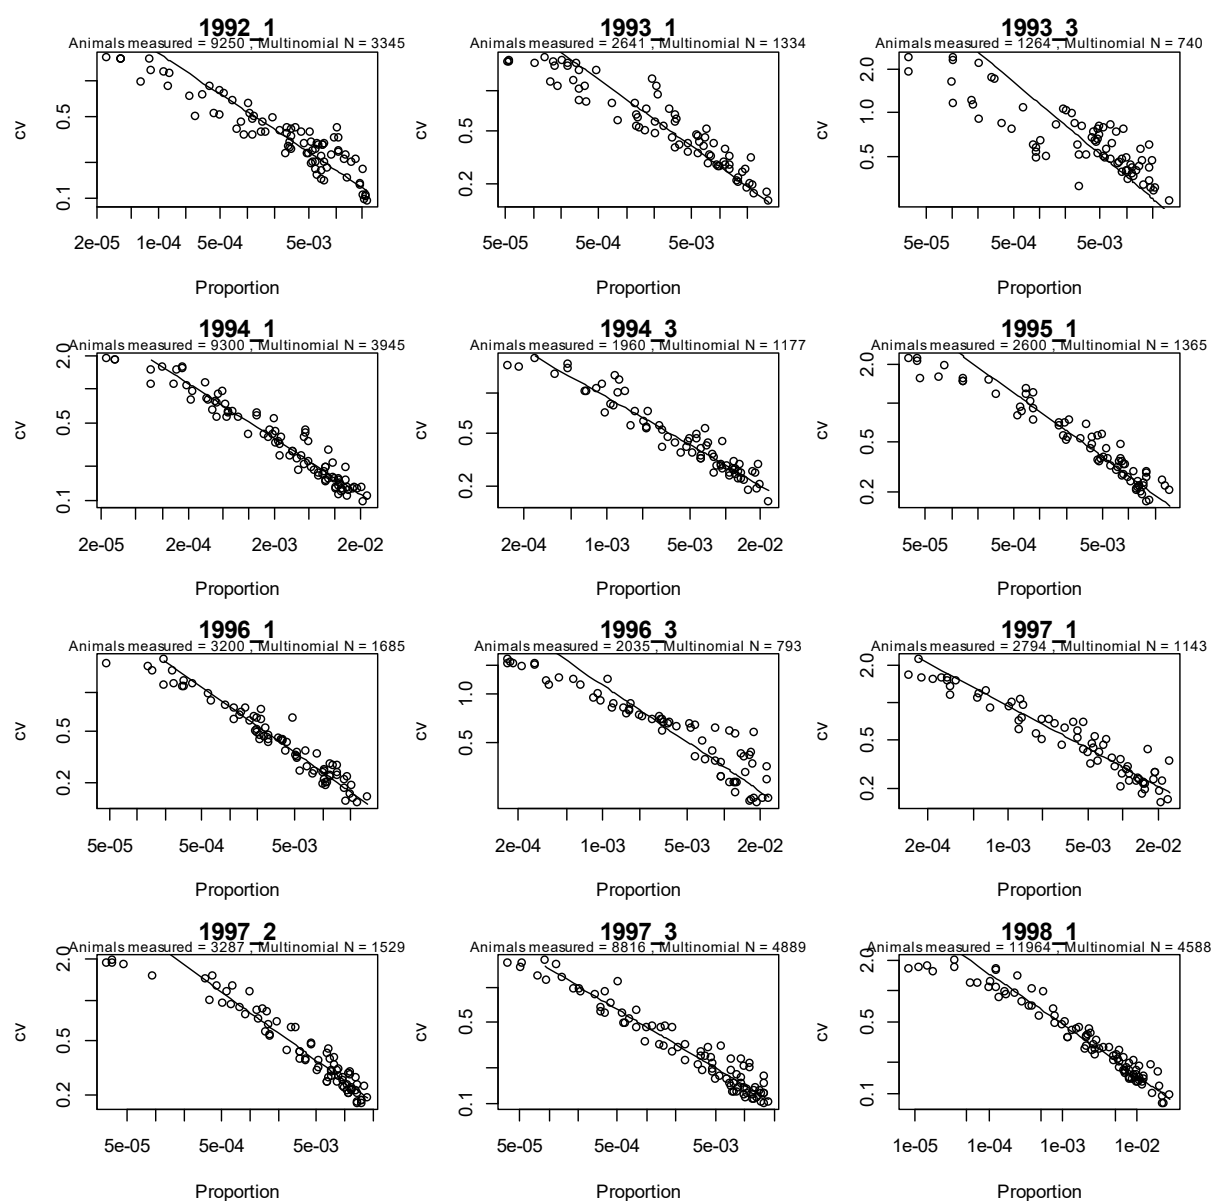 1992_1 1993_1 1993_3
Animals measured = 9250 , Multinomial N = 3345 Animals measured = 2641 , Multinomial N = 1334 Animals measured = 1264 , Multinomial N = 740
cv 0.1 0.5 cv 0.2 0.5 cv 0.5 1.0 2.0
2e-05 1e-04 5e-04 5e-03 5e-05 5e-04 5e-03 5e-05 5e-04 5e-03
Proportion Proportion Proportion
1994_1 1994_3 1995_1
Animals measured = 9300 , Multinomial N = 3945 Animals measured = 1960 , Multinomial N = 1177 Animals measured = 2600 , Multinomial N = 1365
cv 0.1 0.5 2.0 cv 0.2 0.5 cv 0.2 0.5 2.0
2e-05 2e-04 2e-03 2e-02 2e-04 1e-03 5e-03 2e-02 5e-05 5e-04 5e-03
Proportion Proportion Proportion
1996_1 1996_3 1997_1
Animals measured = 3200 , Multinomial N = 1685 Animals measured = 2035 , Multinomial N = 793 Animals measured = 2794 , Multinomial N = 1143
cv 0.2 0.5 cv 0.5 1.0 cv 0.2 0.5 2.0
5e-05 5e-04 5e-03 2e-04 1e-03 5e-03 2e-02 2e-04 1e-03 5e-03 2e-02
Proportion Proportion Proportion
1997_2 1997_3 1998_1
Animals measured = 3287 , Multinomial N = 1529 Animals measured = 8816 , Multinomial N = 4889 Animals measured = 11964 , Multinomial N = 4588
cv 0.2 0.5 2.0 cv 0.1 0.5 cv 0.1 0.5 2.0
5e-05 5e-04 5e-03 5e-05 5e-04 5e-03 1e-05 1e-04 1e-03 1e-02
Proportion Proportion Proportion